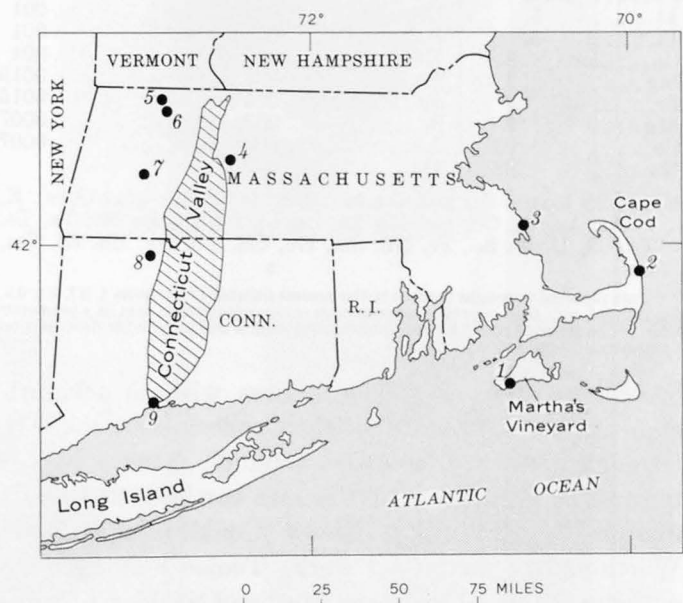 72°
70°
VERMONT
NEW HAMPSHIRE
5
6
NEW YORK
4
7
Valley
MASSACHUSETTS
Cape
Cod
3
42°
2
8
Connecticut
CONN.
R.I.
1
9
Martha's
Vineyard
Long Island
ATLANTIC OCEAN
0 25 50 75 MILES